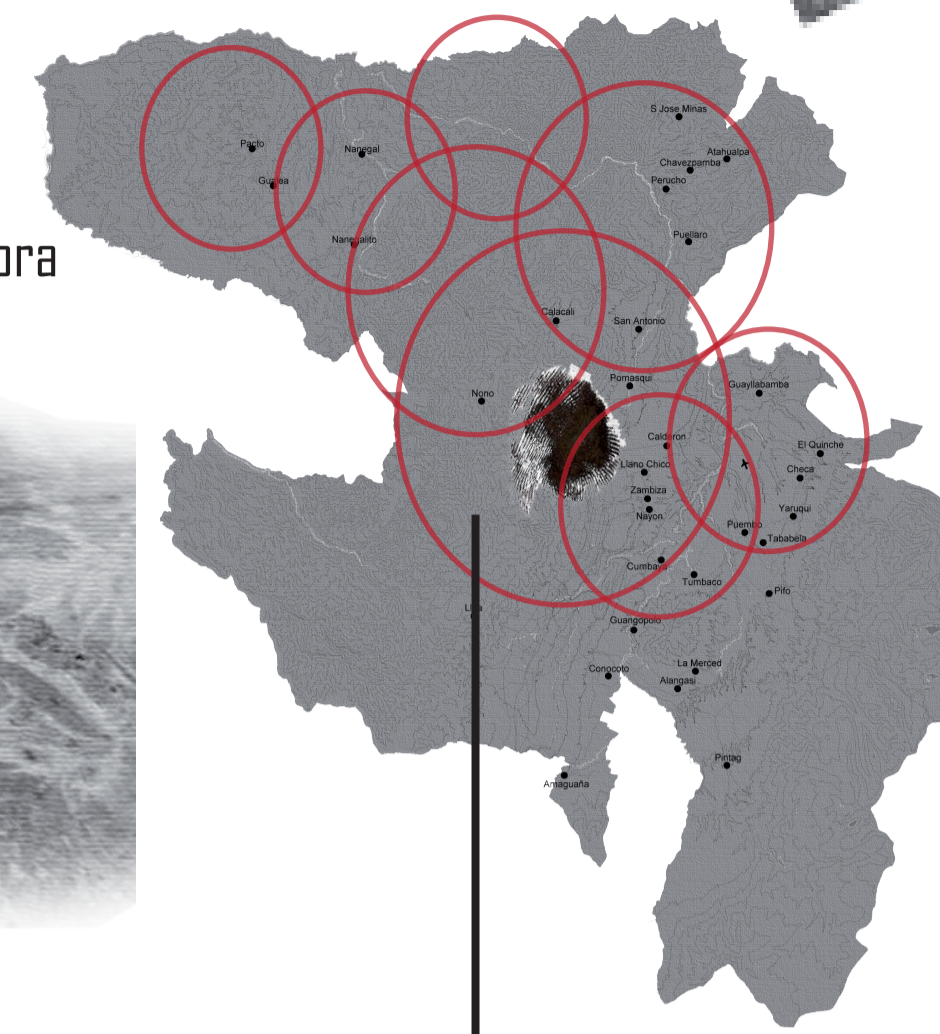 S Jose Minas
Atahualpa
Pacto
Nanegal
Chavezpamba
Perucho
Gualea
Puellaro
Nanegalito
ora
Calacali
San Antonio
Pomasqui
Guayllabamba
Nono
Calderon
El Quinche
Llano Chico
Checa
Zambiza
Nayon
Yaruqui
Puembo
Tababela
Cumbaya
Tumbaco
Pifo
Guangopolo
La Merced
Conocoto
Alangasi
Pintag
Amaguaña